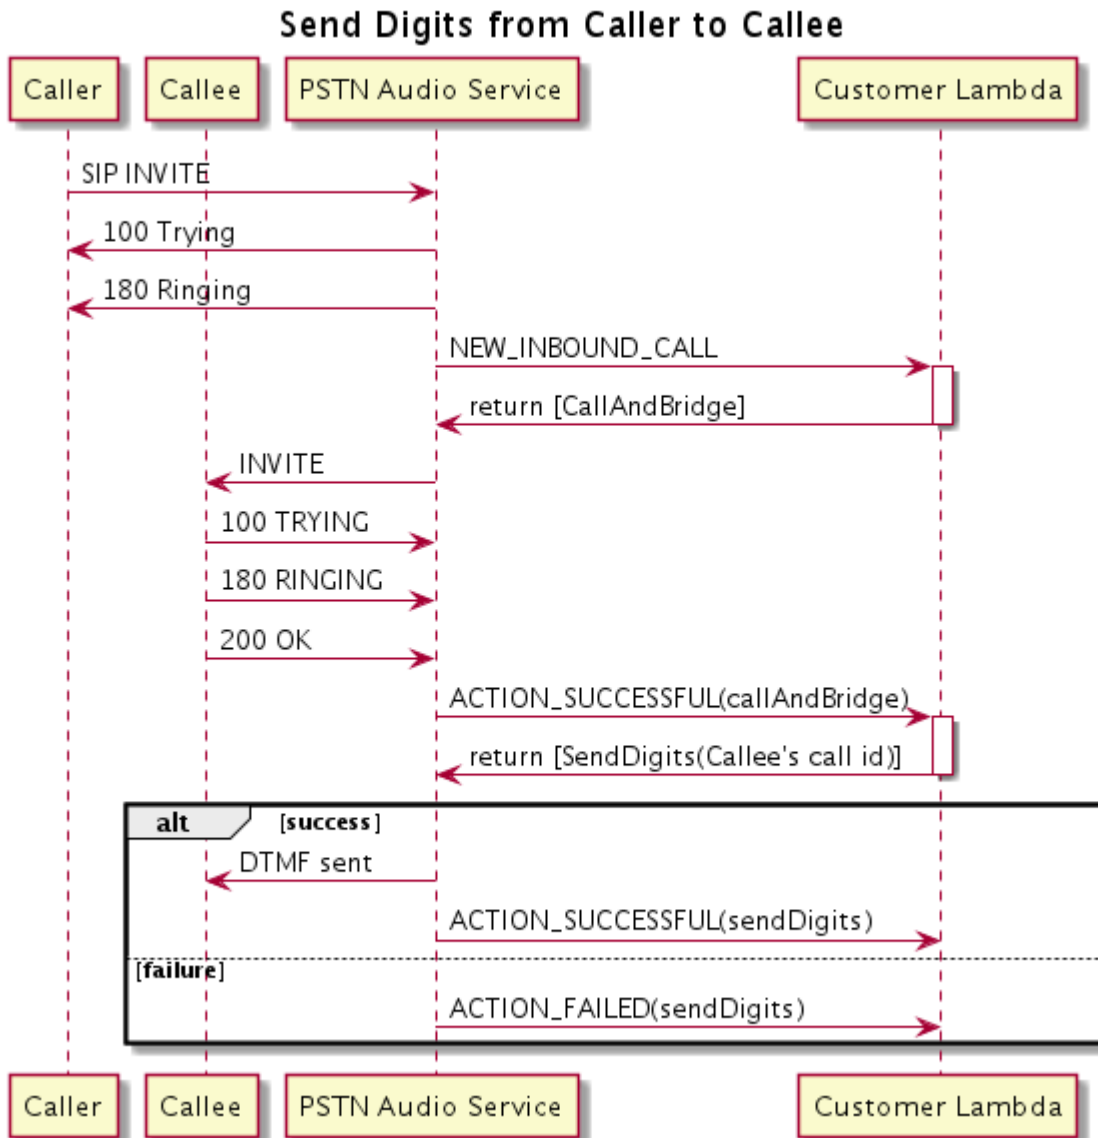 Send Digits from Caller to Callee
Caller Callee PSTN Audio Service Customer Lambda
SIP INVITE
100 Trying
180 Ringing
NEW_INBOUND_CALL
return [CallAndBridge]
INVITE
100 TRYING
180 RINGING
200 OK
ACTION_SUCCESSFUL(callAndBridge)
return [SendDigits(Callee's call id)]
alt [success]
DTMF sent
ACTION_SUCCESSFUL(sendDigits)
[failure]
ACTION_FAILED(sendDigits)
Caller Callee PSTN Audio Service Customer Lambda